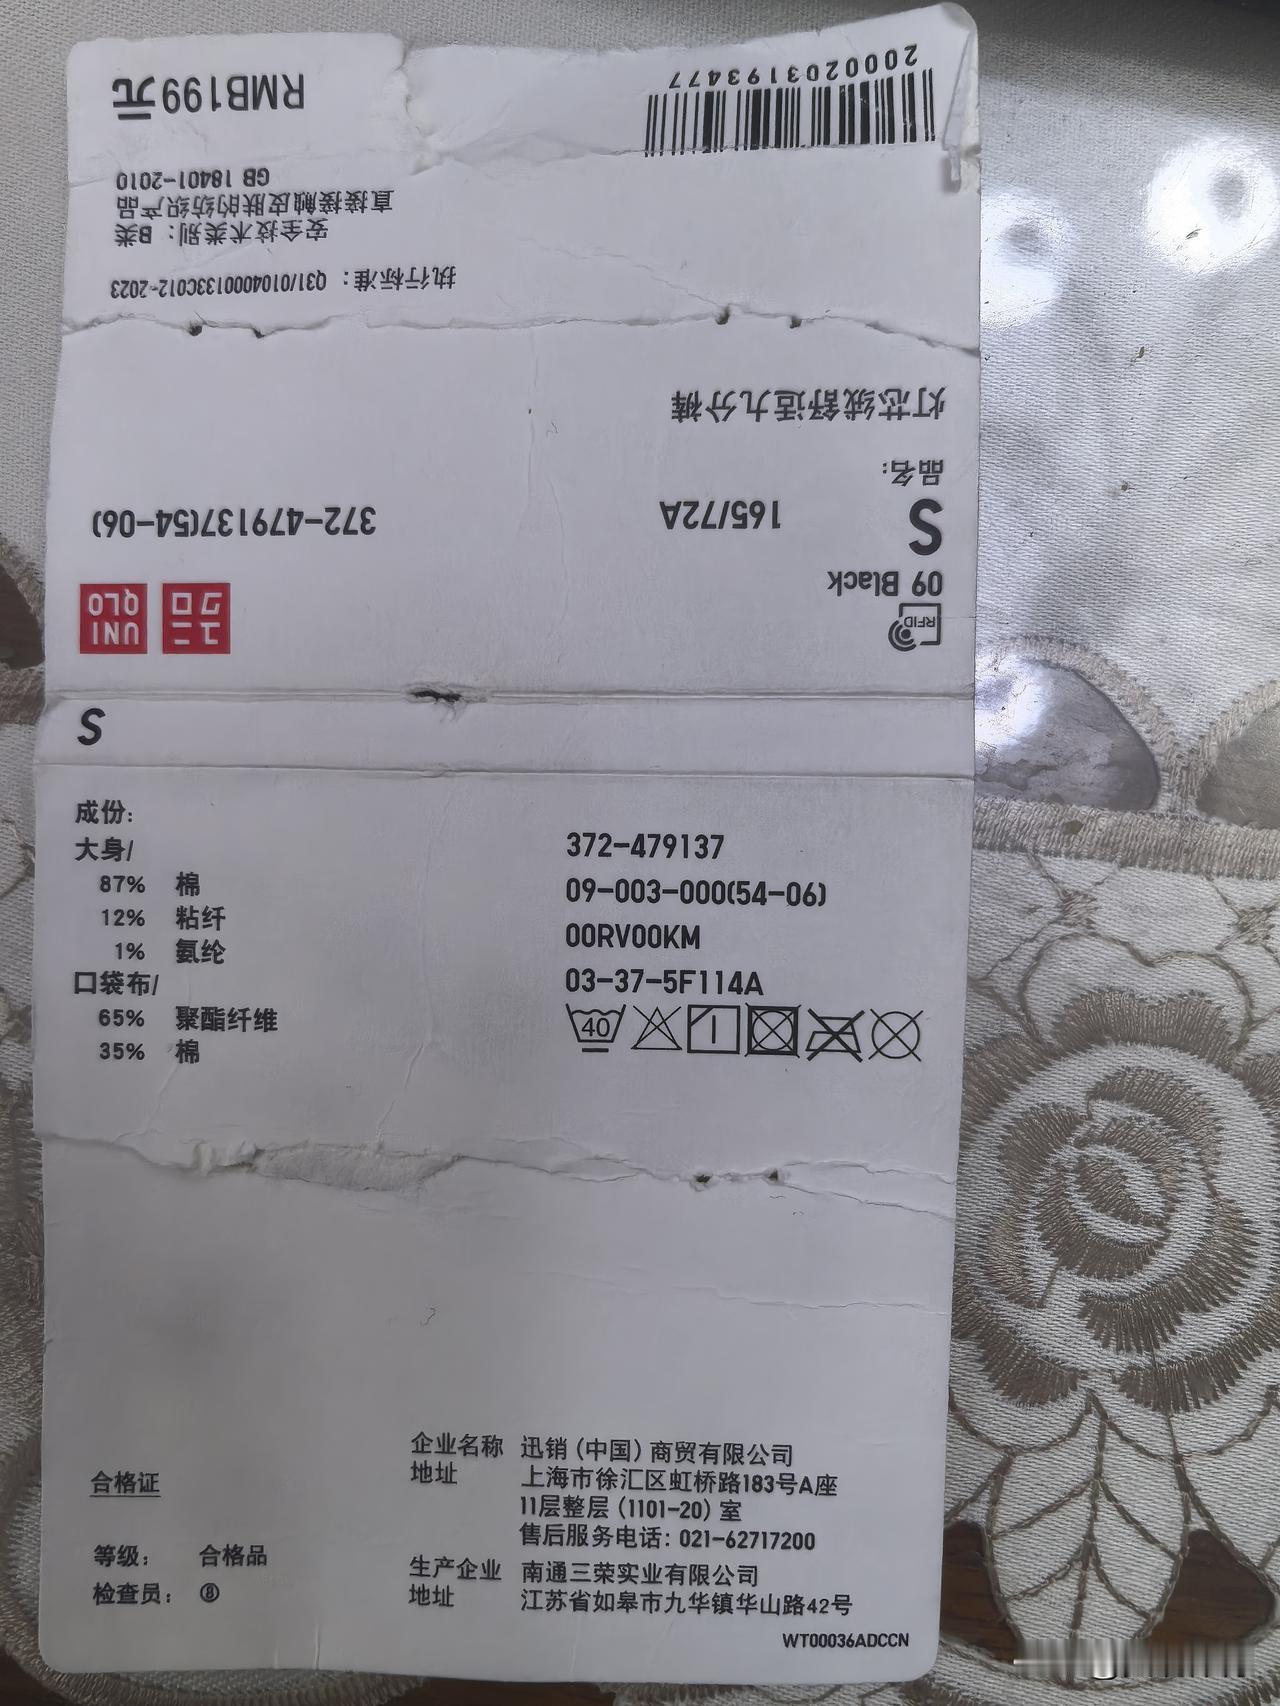 RFID
ユニ
クロ
UNI
QLO
09 Black
S 165/72A 372-479137(54-06)
品名:
灯芯绒舒适九分裤
执行标准: Q31/0104000133C012-2023
安全技术类别: B类
直接接触皮肤的纺织产品
GB 18401-2010
2000203193477
RMB199元
S
成份:
大身/
87% 棉
12% 粘纤
1% 氨纶
口袋布/
65% 聚酯纤维
35% 棉
372-479137
09-003-000(54-06)
00RV00KM
03-37-5F114A
40
合格证
等级: 合格品
检查员: ⑧
企业名称 迅销(中国)商贸有限公司
地址 上海市徐汇区虹桥路183号A座
11层整层(1101-20)室
售后服务电话: 021-62717200
生产企业 南通三荣实业有限公司
地址 江苏省如皋市九华镇华山路42号
WT00036ADCCN